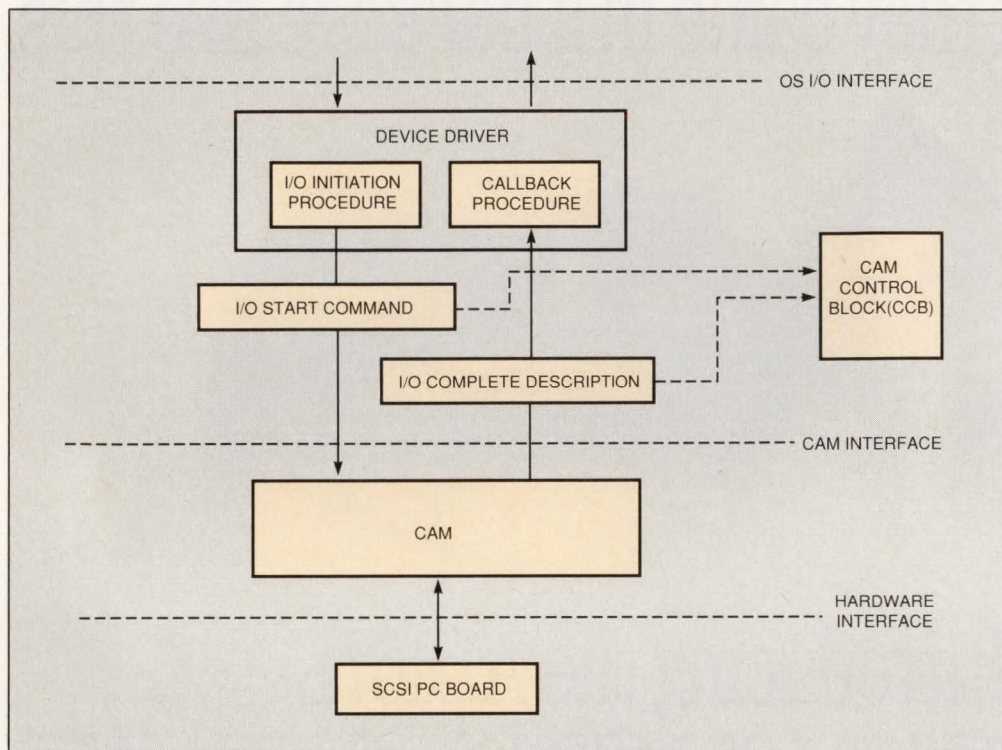 OS I/O INTERFACE
DEVICE DRIVER
I/O INITIATION
PROCEDURE
CALLBACK
PROCEDURE
CAM
CONTROL
BLOCK(CCB)
I/O START COMMAND
I/O COMPLETE DESCRIPTION
CAM INTERFACE
CAM
HARDWARE
INTERFACE
SCSI PC BOARD